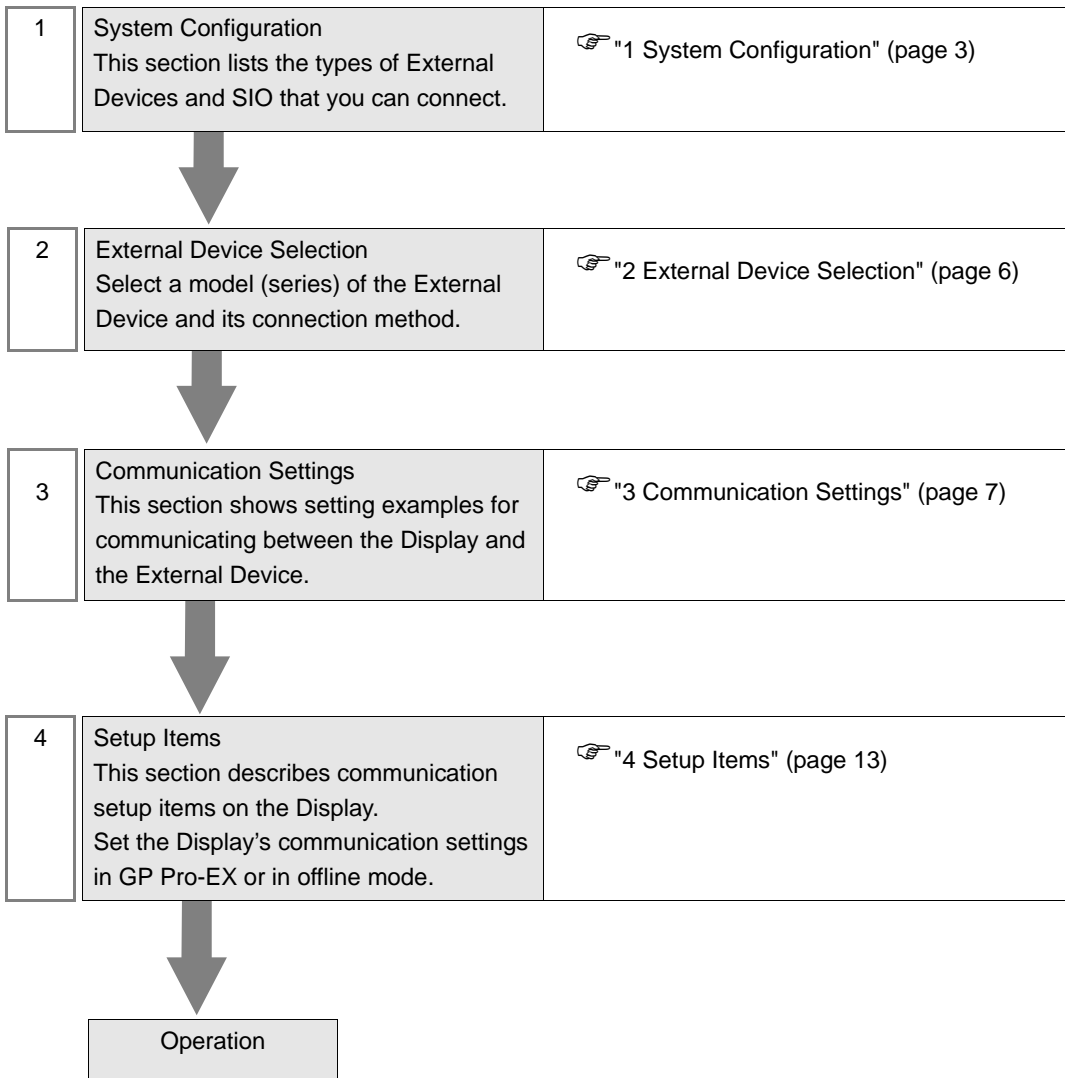 1
System Configuration
This section lists the types of External
Devices and SIO that you can connect.
"1 System Configuration" (page 3)
2
External Device Selection
Select a model (series) of the External
Device and its connection method.
"2 External Device Selection" (page 6)
3
Communication Settings
This section shows setting examples for
communicating between the Display and
the External Device.
"3 Communication Settings" (page 7)
4
Setup Items
This section describes communication
setup items on the Display.
Set the Display's communication settings
in GP Pro-EX or in offline mode.
"4 Setup Items" (page 13)
Operation